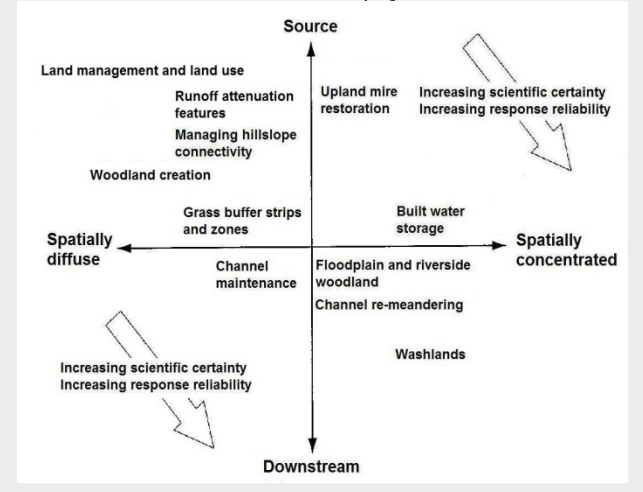 Source
Land management and land use
Runoff attenuation
features
Managing hillslope
connectivity
Woodland creation
Upland mire
restoration
Increasing scientific certainty
Increasing response reliability
Grass buffer strips
and zones
Built water
storage
Spatially
diffuse
Spatially
concentrated
Channel
maintenance
Floodplain and riverside
woodland
Channel re-meandering
Washlands
Increasing scientific certainty
Increasing response reliability
Downstream